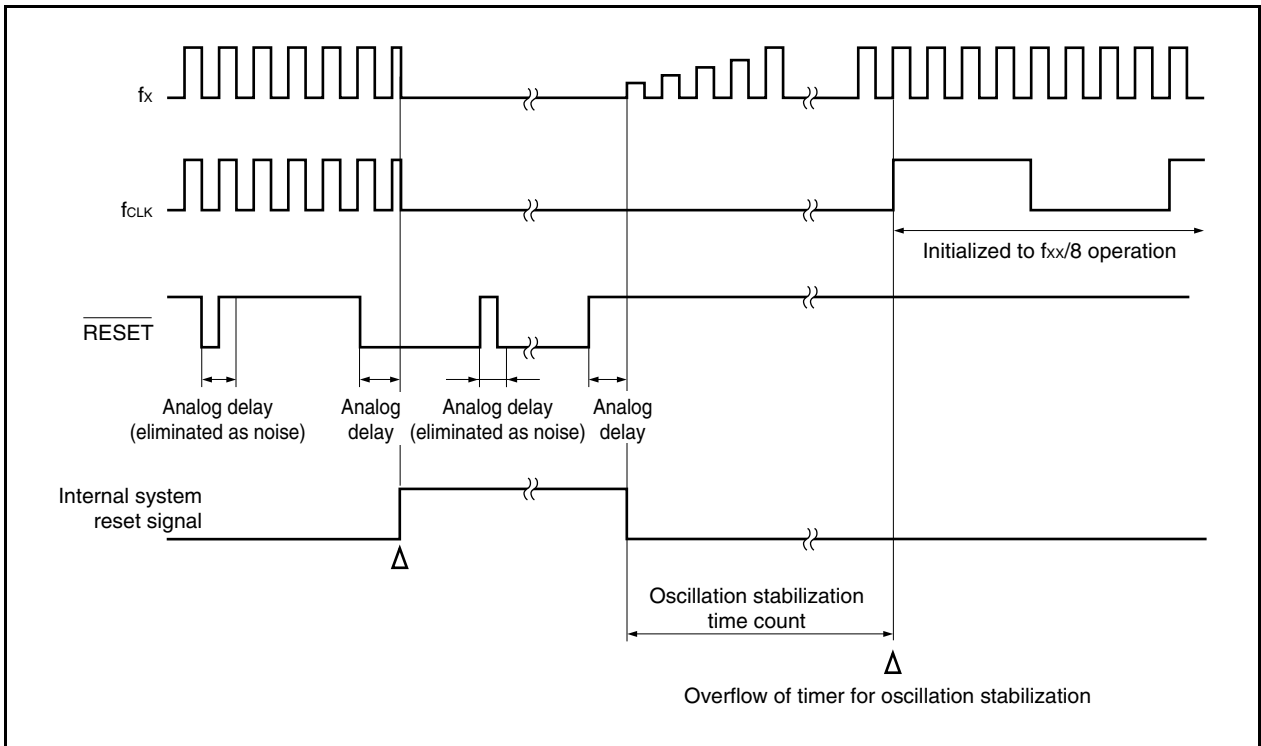 fX
fCLK
Initialized to fXX/8 operation
RESET
Analog delay
(eliminated as noise)
Analog
delay
Analog delay
(eliminated as noise)
Analog
delay
Internal system
reset signal
Oscillation stabilization
time count
Overflow of timer for oscillation stabilization